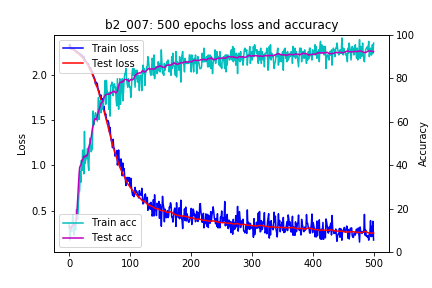 b2_007: 500 epochs loss and accuracy
Train loss
Test loss
Train acc
Test acc
Loss
2.0
1.5
1.0
0.5
Accuracy
100
80
60
40
20
0
0
100
200
300
400
500